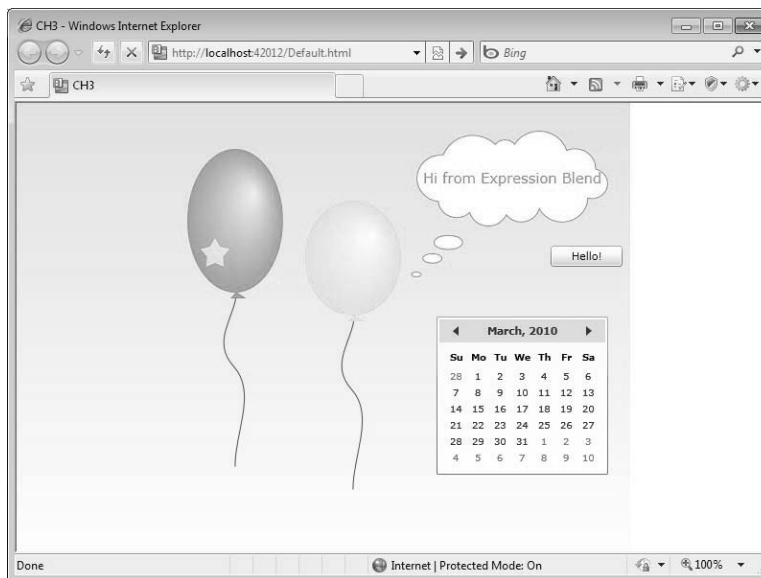 CH3 - Windows Internet Explorer
http://localhost:42012/Default.html
Bing
CH3
Hi from Expression Blend
Hello!
March, 2010
Su Mo Tu We Th Fr Sa
28 1 2 3 4 5 6
7 8 9 10 11 12 13
14 15 16 17 18 19 20
21 22 23 24 25 26 27
28 29 30 31 1 2 3
4 5 6 7 8 9 10
Done
Internet | Protected Mode: On
100%